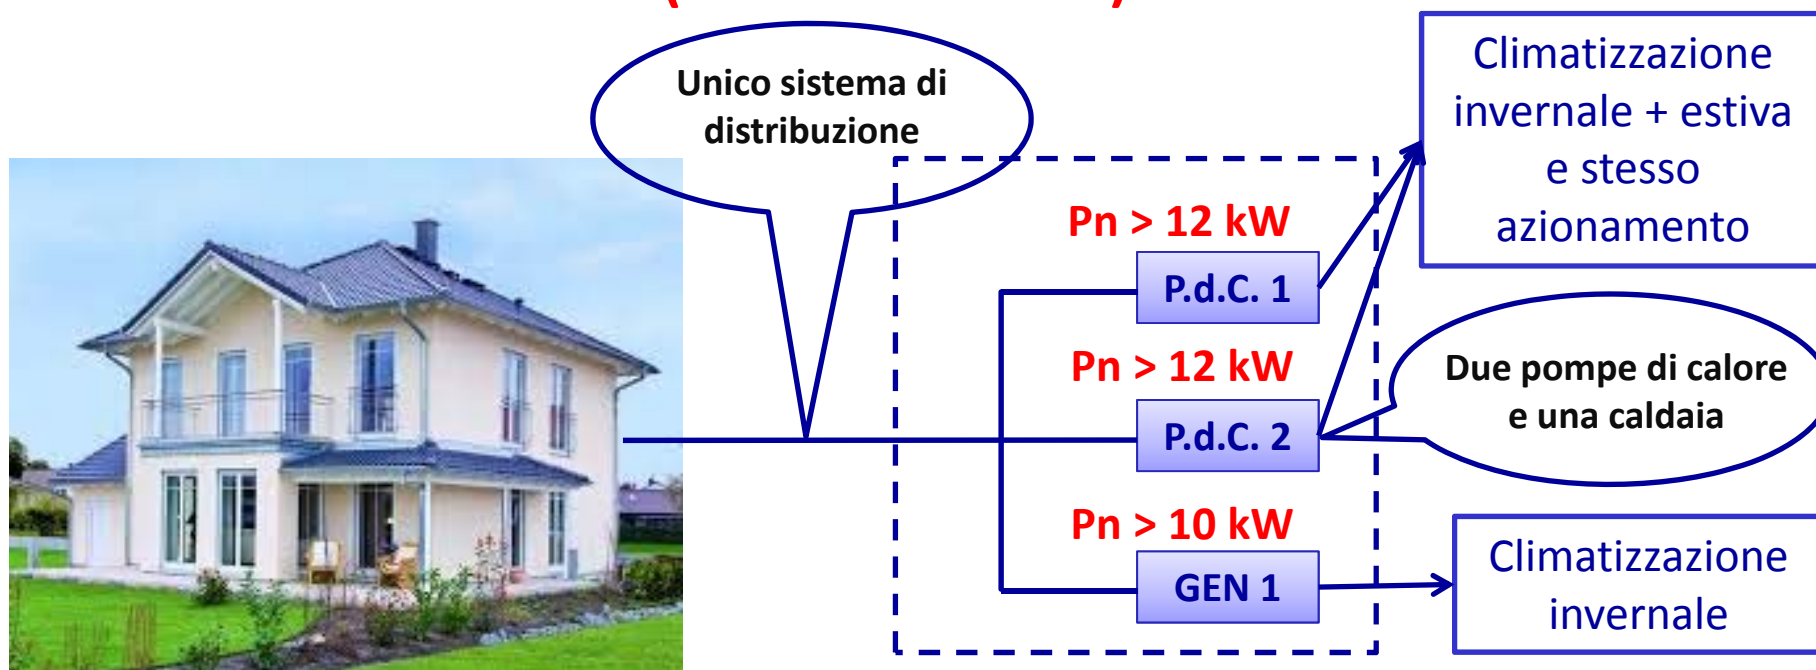 Unico sistema di
distribuzione
Climatizzazione
invernale + estiva
e stesso
azionamento
Pn > 12 kW
P.d.C. 1
Pn > 12 kW
P.d.C. 2
Due pompe di calore
e una caldaia
Pn > 10 kW
GEN 1
Climatizzazione
invernale